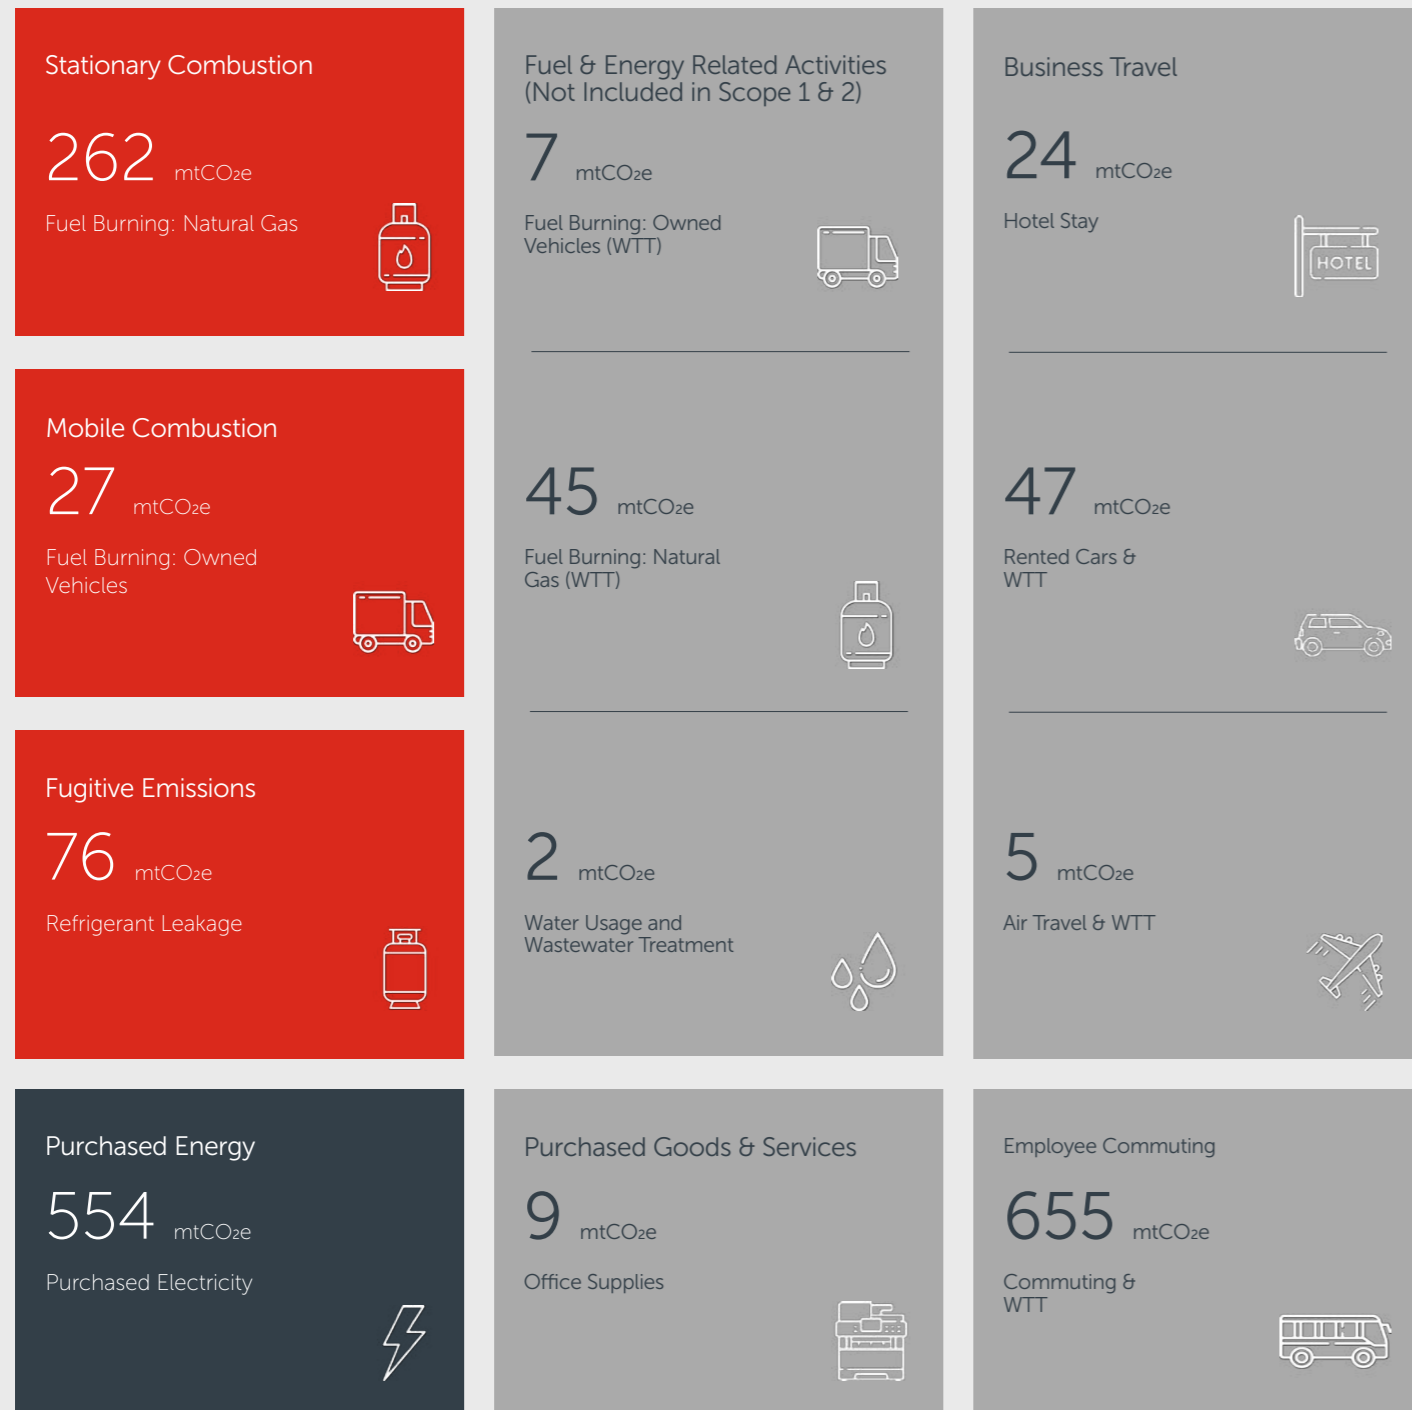 Stationary Combustion
262 mtCO₂e
Fuel Burning: Natural Gas
Mobile Combustion
27 mtCO₂e
Fuel Burning: Owned
Vehicles
Fugitive Emissions
76 mtCO₂e
Refrigerant Leakage
Purchased Energy
554 mtCO₂e
Purchased Electricity
Fuel & Energy Related Activities
(Not Included in Scope 1 & 2)
7 mtCO₂e
Fuel Burning: Owned
Vehicles (WTT)
45 mtCO₂e
Fuel Burning: Natural
Gas (WTT)
2 mtCO₂e
Water Usage and
Wastewater Treatment
Purchased Goods & Services
9 mtCO₂e
Office Supplies
Business Travel
24 mtCO₂e
Hotel Stay
HOTEL
47 mtCO₂e
Rented Cars &
WTT
5 mtCO₂e
Air Travel & WTT
Employee Commuting
655 mtCO₂e
Commuting &
WTT